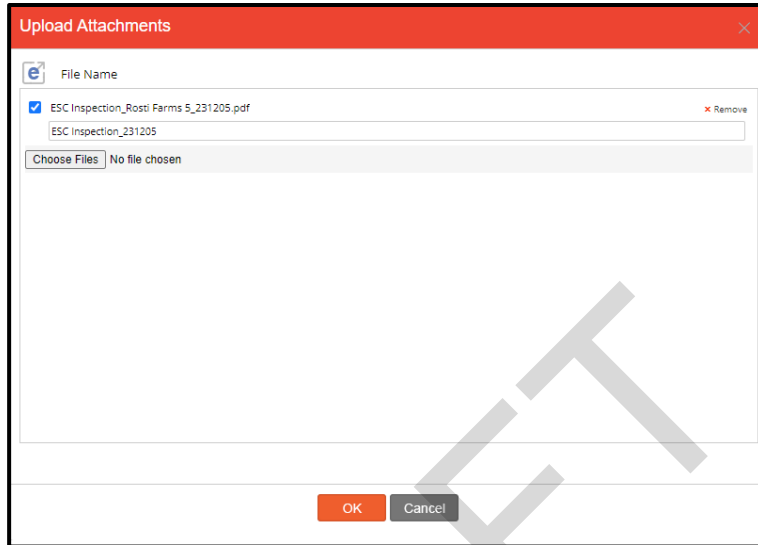 Upload Attachments
File Name
ESC Inspection_Rosti Farms 5_231205.pdf
× Remove
ESC Inspection_231205
Choose Files No file chosen
OK Cancel
ET